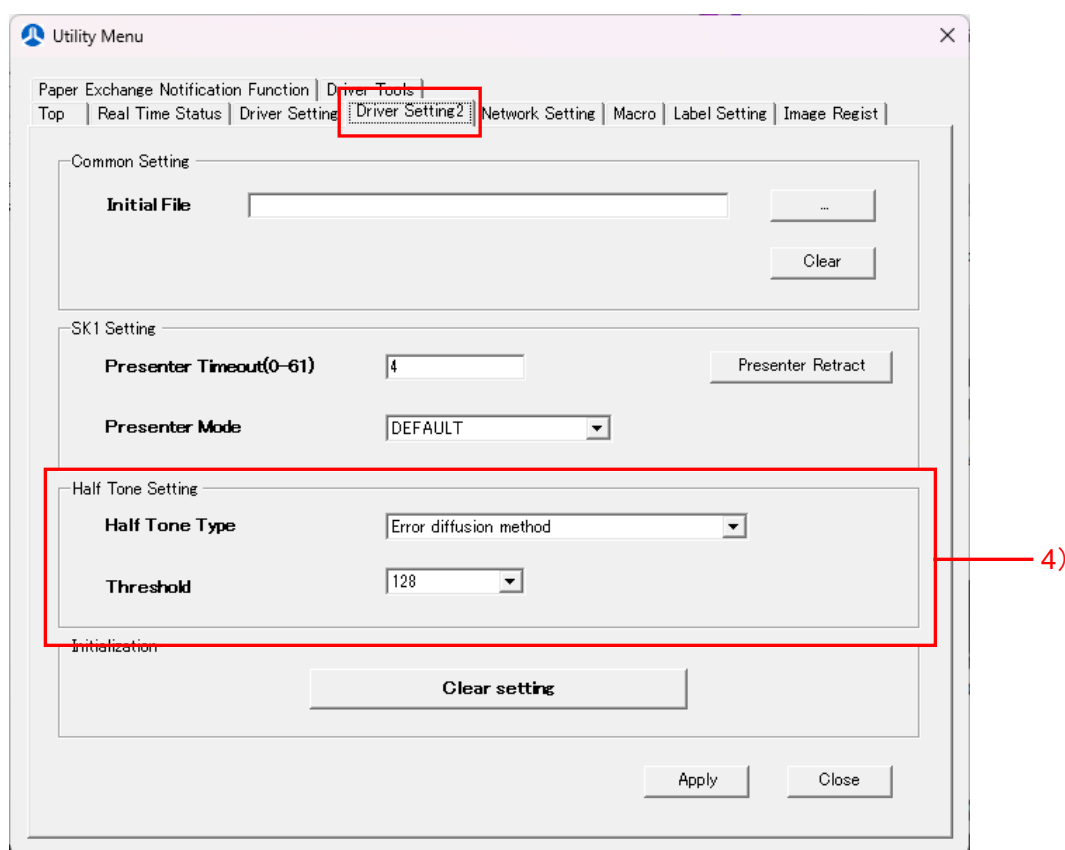 Utility Menu
Paper Exchange Notification Function Driver Tools
Top Real Time Status Driver Setting Driver Setting2 Network Setting Macro Label Setting Image Regist
Common Setting
Initial File ...
Clear
SK1 Setting
Presenter Timeout(0-61) 4 Presenter Retract
Presenter Mode DEFAULT
Half Tone Setting
Half Tone Type Error diffusion method
4)
Threshold 128
Initialization
Clear setting
Apply Close